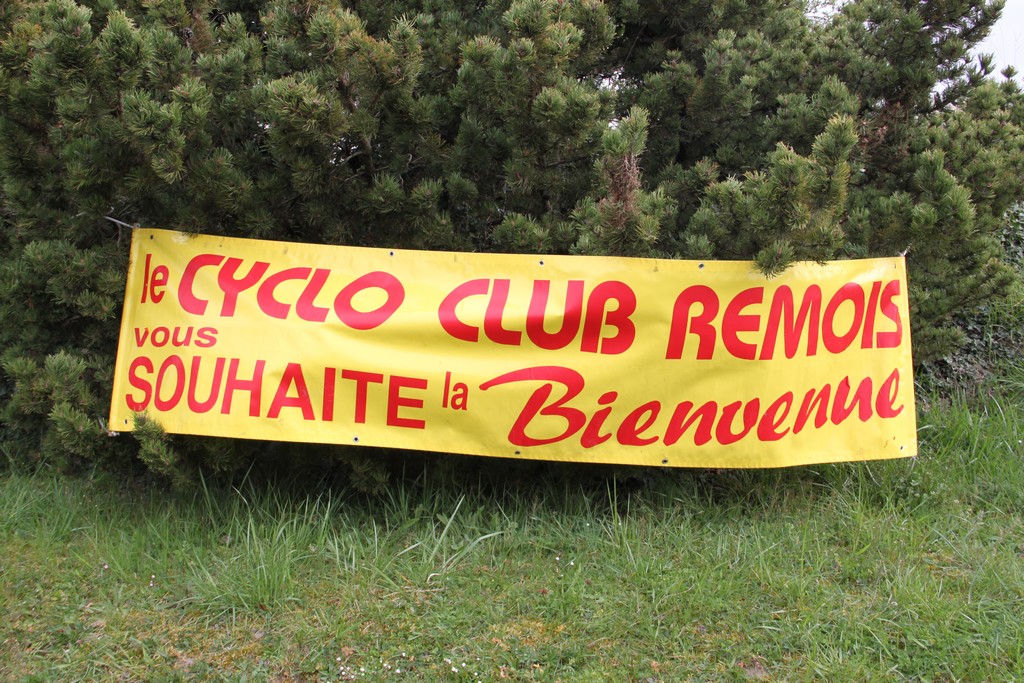 le CYCLO CLUB REMOIS
vous
SOUHAITE la Bienvenue